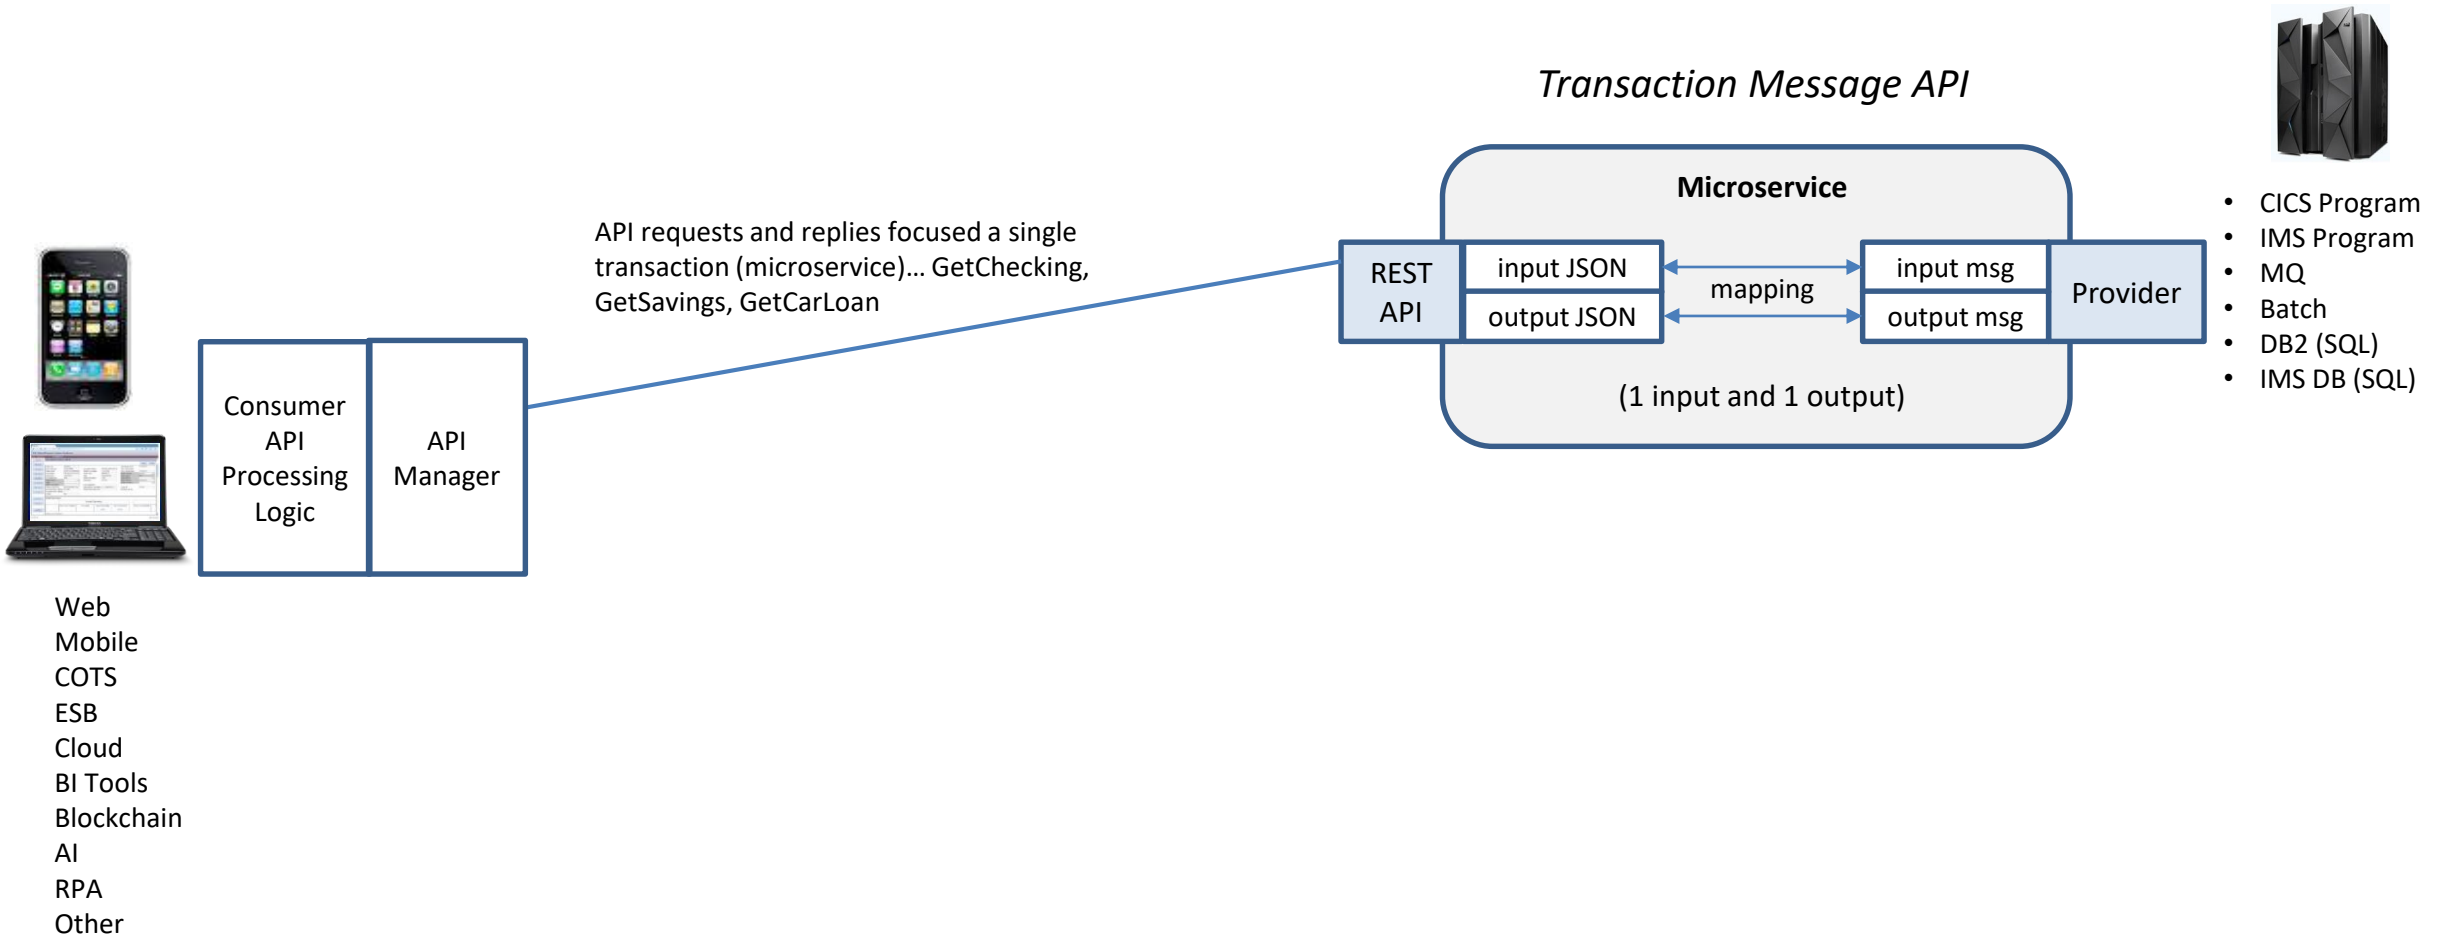 Transaction Message API
Microservice
API requests and replies focused a single
transaction (microservice)... GetChecking,
GetSavings, GetCarLoan
REST
API
input JSON
output JSON
mapping
input msg
output msg
Provider
(1 input and 1 output)
• CICS Program
• IMS Program
• MQ
• Batch
• DB2 (SQL)
• IMS DB (SQL)
Consumer
API
Processing
Logic
API
Manager
Web
Mobile
COTS
ESB
Cloud
BI Tools
Blockchain
AI
RPA
Other